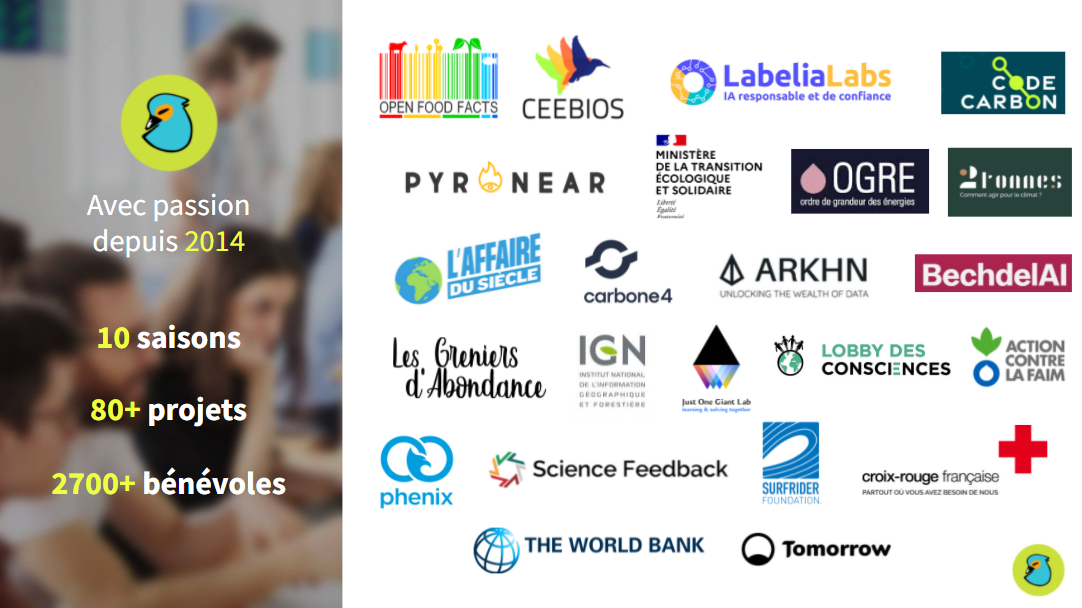 Avec passion
depuis 2014
10 saisons
80+ projets
2700+ bénévoles
OPEN FOOD FACTS
CEEBIOS
LabeliaLabs
IA responsable et de confiance
CODE
CARBON
PYRONEAR
MINISTÈRE
DE LA TRANSITION
ÉCOLOGIQUE
ET SOLIDAIRE
Liberté
Égalité
Fraternité
OGRE
ordre de grandeur des énergies
2tonnes
Comment agir pour le climat ?
L'AFFAIRE
DU SIÈCLE
carbone4
ARKHN
UNLOCKING THE WEALTH OF DATA
BechdelAI
Les Greniers
d'Abondance
IGN
INSTITUT NATIONAL
DE L'INFORMATION
GÉOGRAPHIQUE
ET FORESTIÈRE
Just One Giant Lab
learning & solving together
LOBBY DES
CONSCIENCES
ACTION
CONTRE
LA FAIM
phenix
Science Feedback
SURFRIDER
FOUNDATION.
croix-rouge française
PARTOUT OÙ VOUS AVEZ BESOIN DE NOUS
THE WORLD BANK
Tomorrow